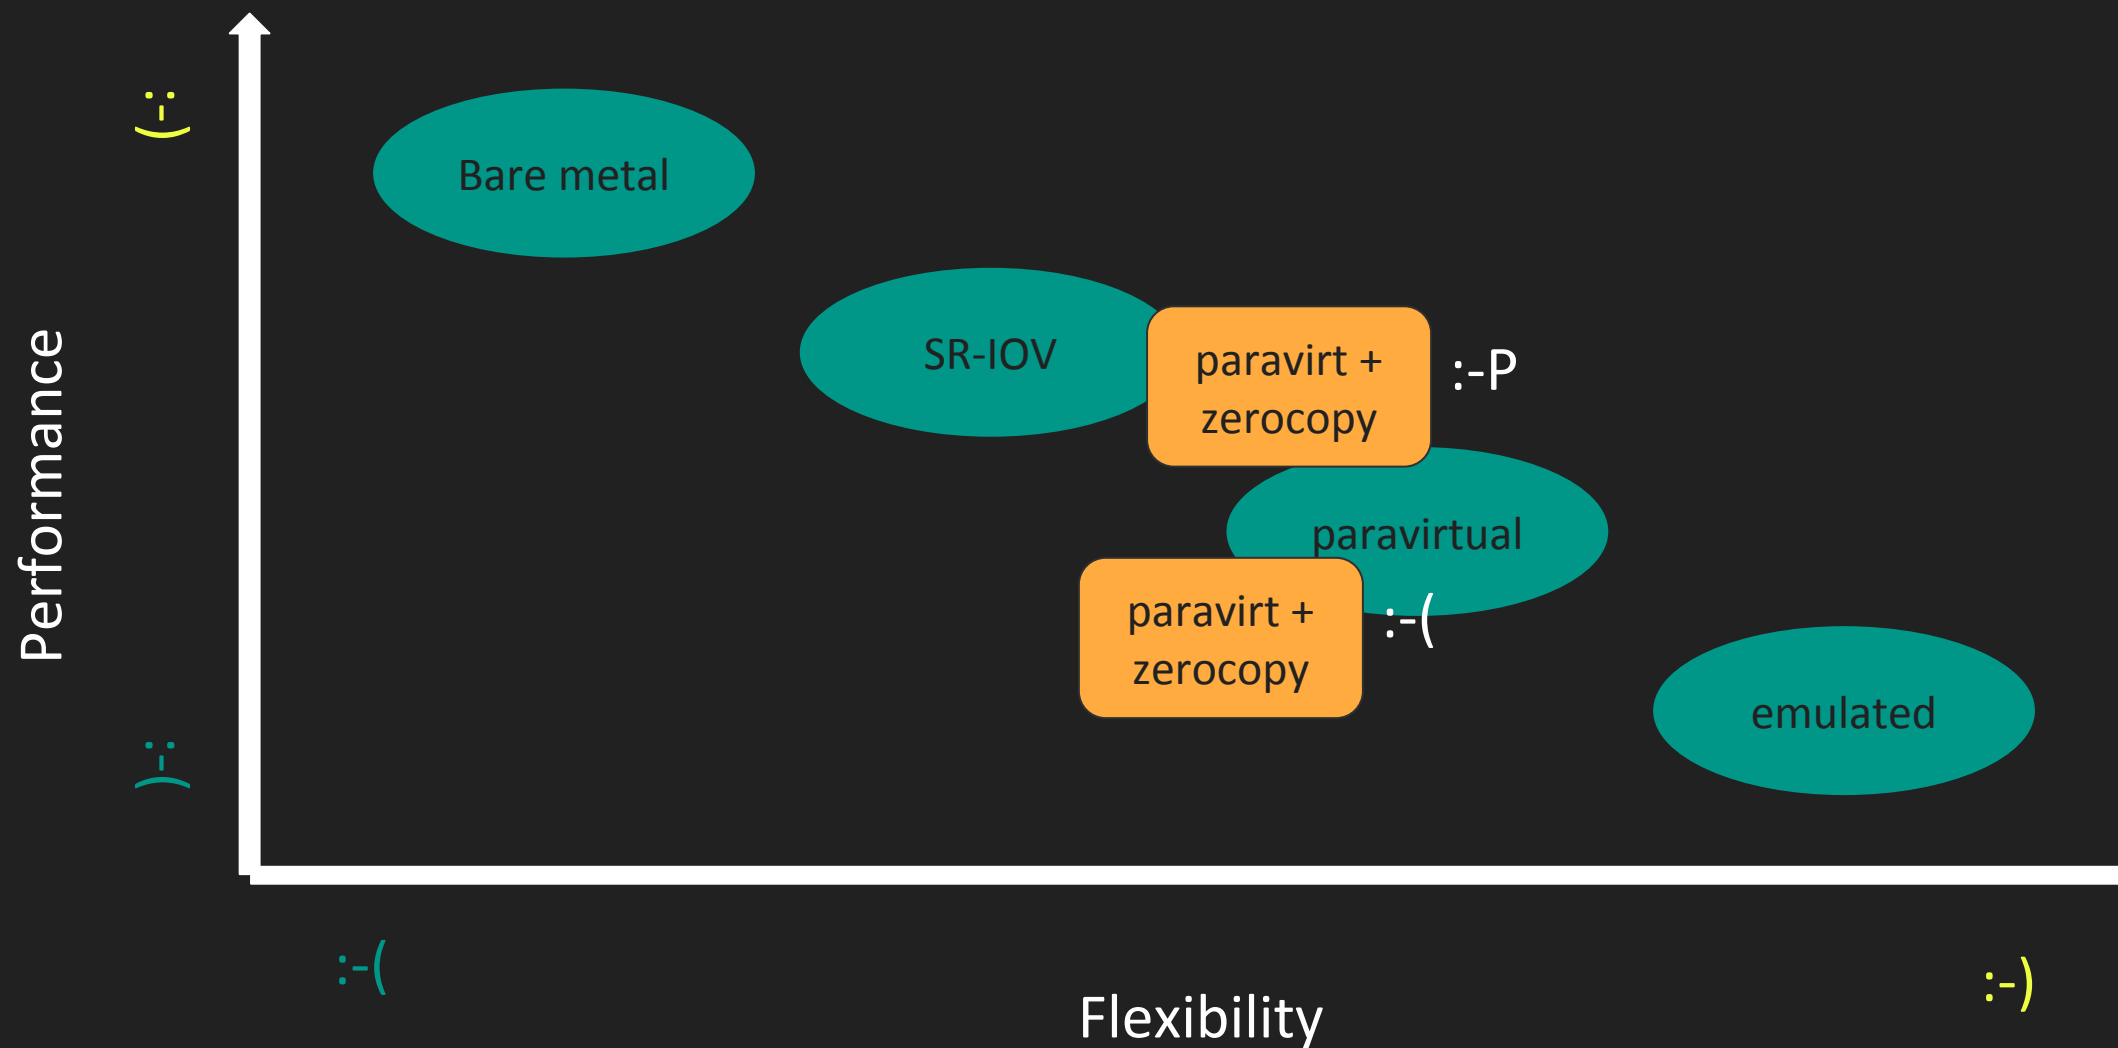 :-)
Bare metal
SR-IOV
paravirt +
zerocopy
:-P
Performance
paravirtual
paravirt +
zerocopy
:-(
emulated
:-(
:-(
:-)
Flexibility